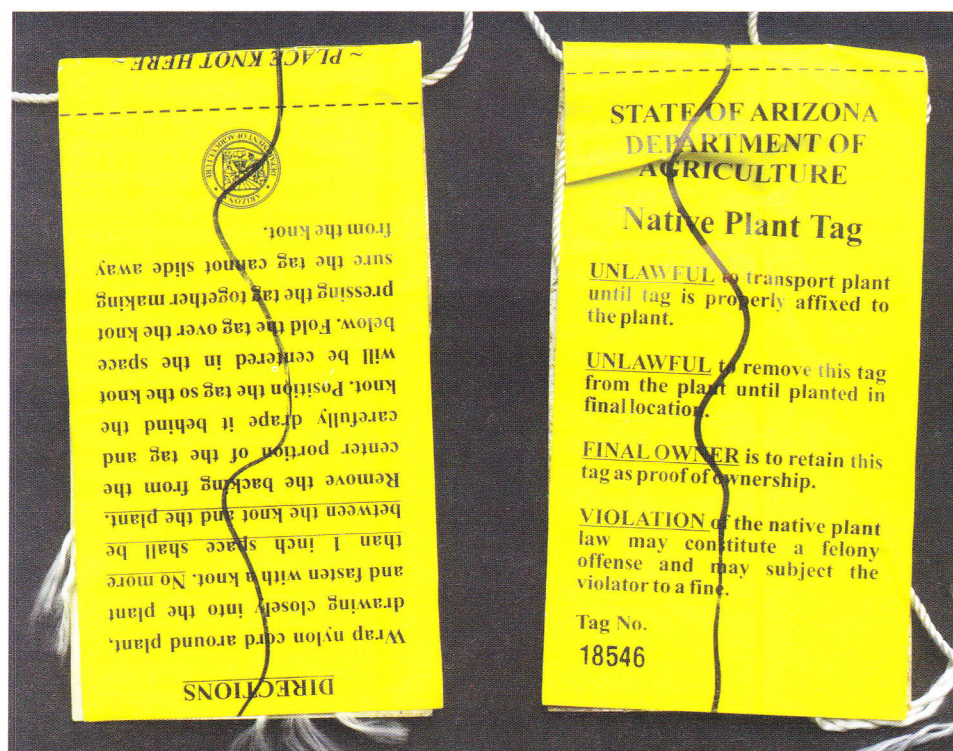 DIRECTIONS
Wrap nylon cord around plant,
drawing closely into the plant
and fasten with a knot. No more
than 1 inch space shall be
between the knot and the plant.
Remove the backing from the
center portion of the tag and
carefully drape it behind the
knot. Position the tag so the knot
will be centered in the space
below. Fold the tag over the knot
pressing the tag together making
sure the tag cannot slide away
from the knot.
ARIZONA
DEPARTMENT OF AGRICULTURE
~ PLACE KNOT HERE ~
STATE OF ARIZONA
DEPARTMENT OF
AGRICULTURE
Native Plant Tag
UNLAWFUL to transport plant
until tag is properly affixed to
the plant.
UNLAWFUL to remove this tag
from the plant until planted in
final location.
FINAL OWNER is to retain this
tag as proof of ownership.
VIOLATION of the native plant
law may constitute a felony
offense and may subject the
violator to a fine.
Tag No.
18546